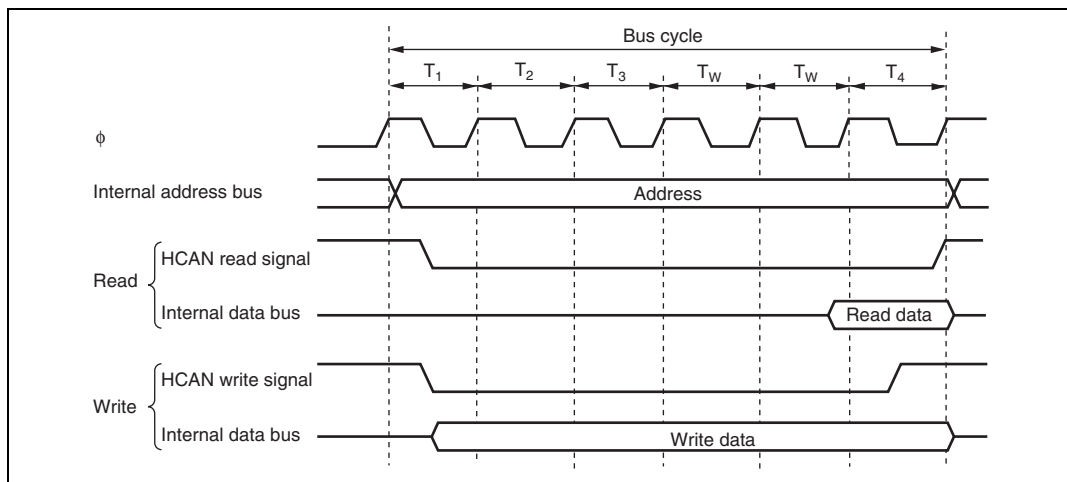 Bus cycle
T1 T2 T3 TW TW T4
ϕ
Internal address bus
Address
HCAN read signal
Read
Internal data bus
Read data
HCAN write signal
Write
Internal data bus
Write data